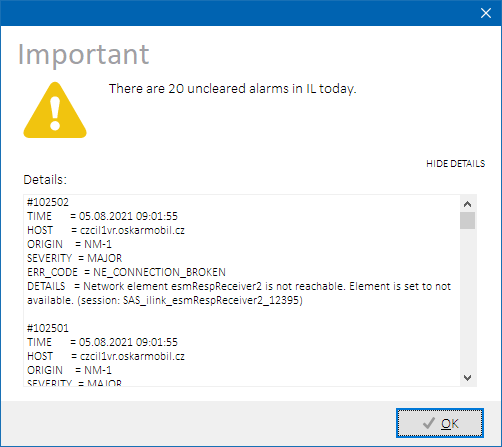 Important
There are 20 uncleared alarms in IL today.
HIDE DETAILS
Details:
#102502
TIME = 05.08.2021 09:01:55
HOST = czcil1vr.oskarmobil.cz
ORIGIN = NM-1
SEVERITY = MAJOR
ERR_CODE = NE_CONNECTION_BROKEN
DETAILS = Network element esmRespReceiver2 is not reachable. Element is set to not
available. (session: SAS_ilink_esmRespReceiver2_12395)
#102501
TIME = 05.08.2021 09:01:55
HOST = czcil1vr.oskarmobil.cz
ORIGIN = NM-1
SEVERITY = MAJOR
OK